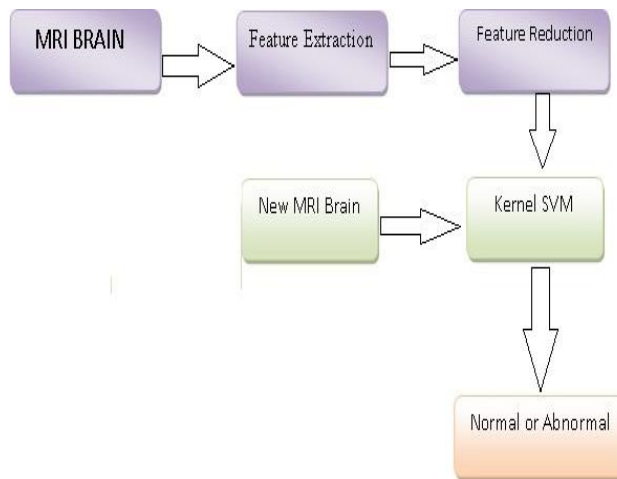 MRI BRAIN
Feature Extraction
Feature Reduction
New MRI Brain
Kernel SVM
Normal or Abnormal